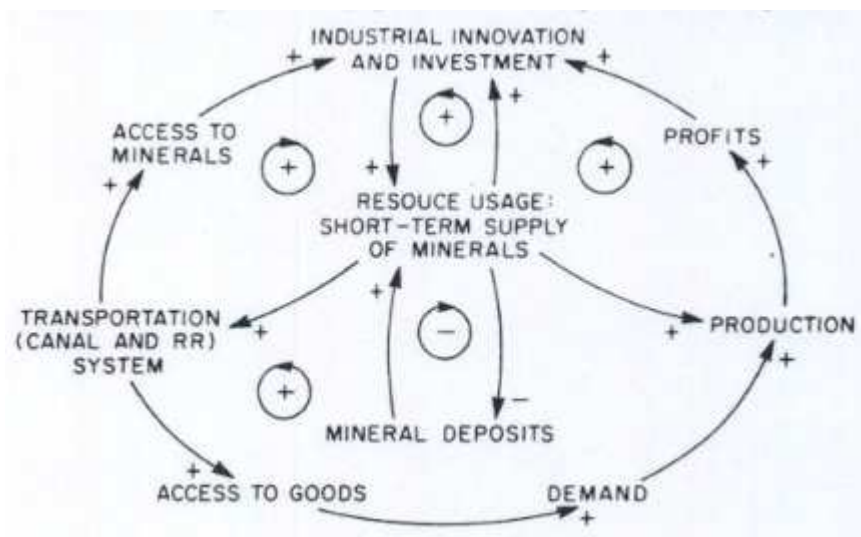 INDUSTRIAL INNOVATION
AND INVESTMENT
+
+
+
+
ACCESS TO
MINERALS
+
+
+
PROFITS
+
+
+
RESOUCE USAGE:
SHORT-TERM SUPPLY
OF MINERALS
+
TRANSPORTATION
(CANAL AND RR)
SYSTEM
+
-
+
PRODUCTION
+
+
-
MINERAL DEPOSITS
+
ACCESS TO GOODS
DEMAND
+